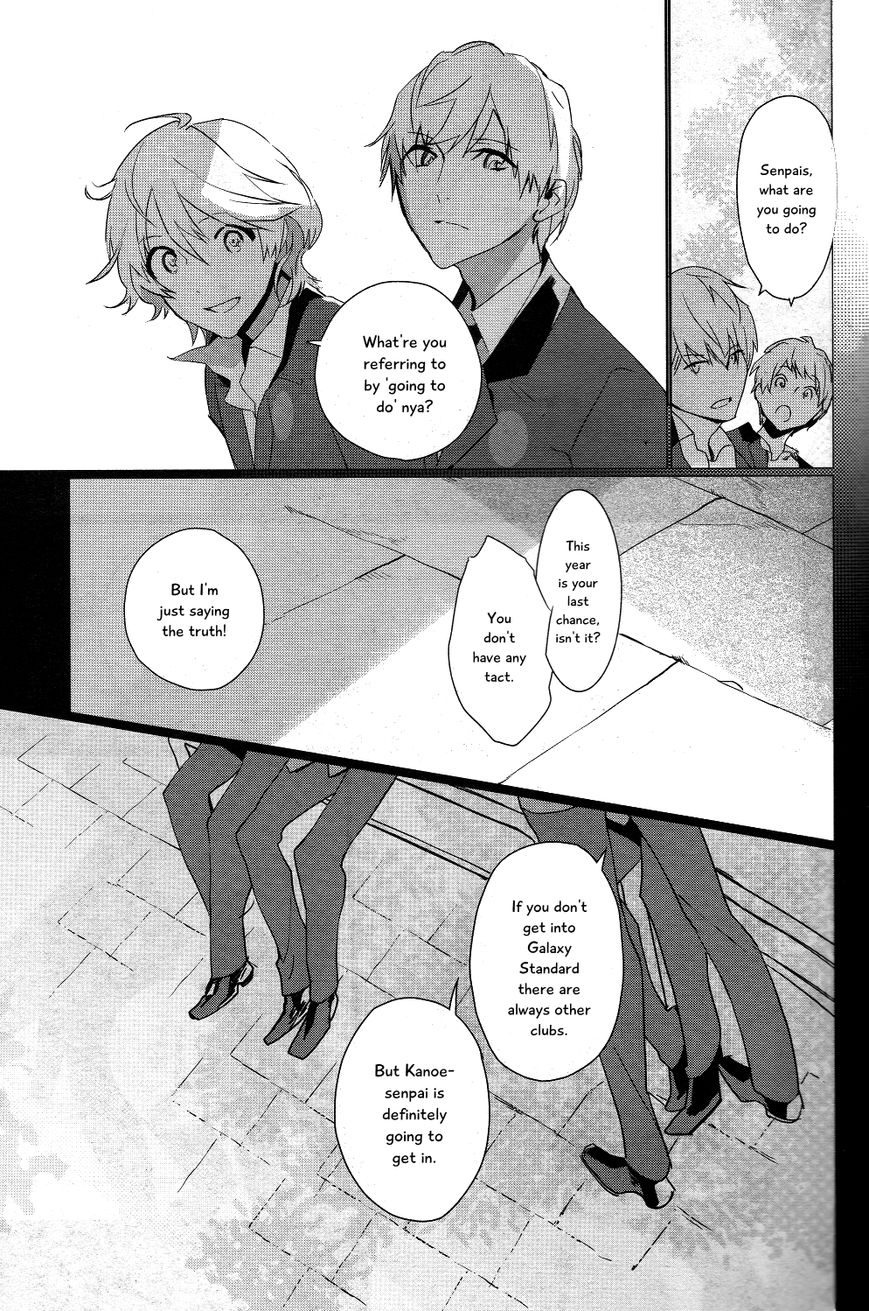 Senpais,
what are
you going
to do?
What're you
referring to
by 'going to
do' nya?
This
year
is your
last
chance,
isn't it?
You
don't
have any
tact.
But I'm
just saying
the truth!
If you don't
get into
Galaxy
Standard
there are
always other
clubs.
But Kanoe-
senpai is
definitely
going to
get in.